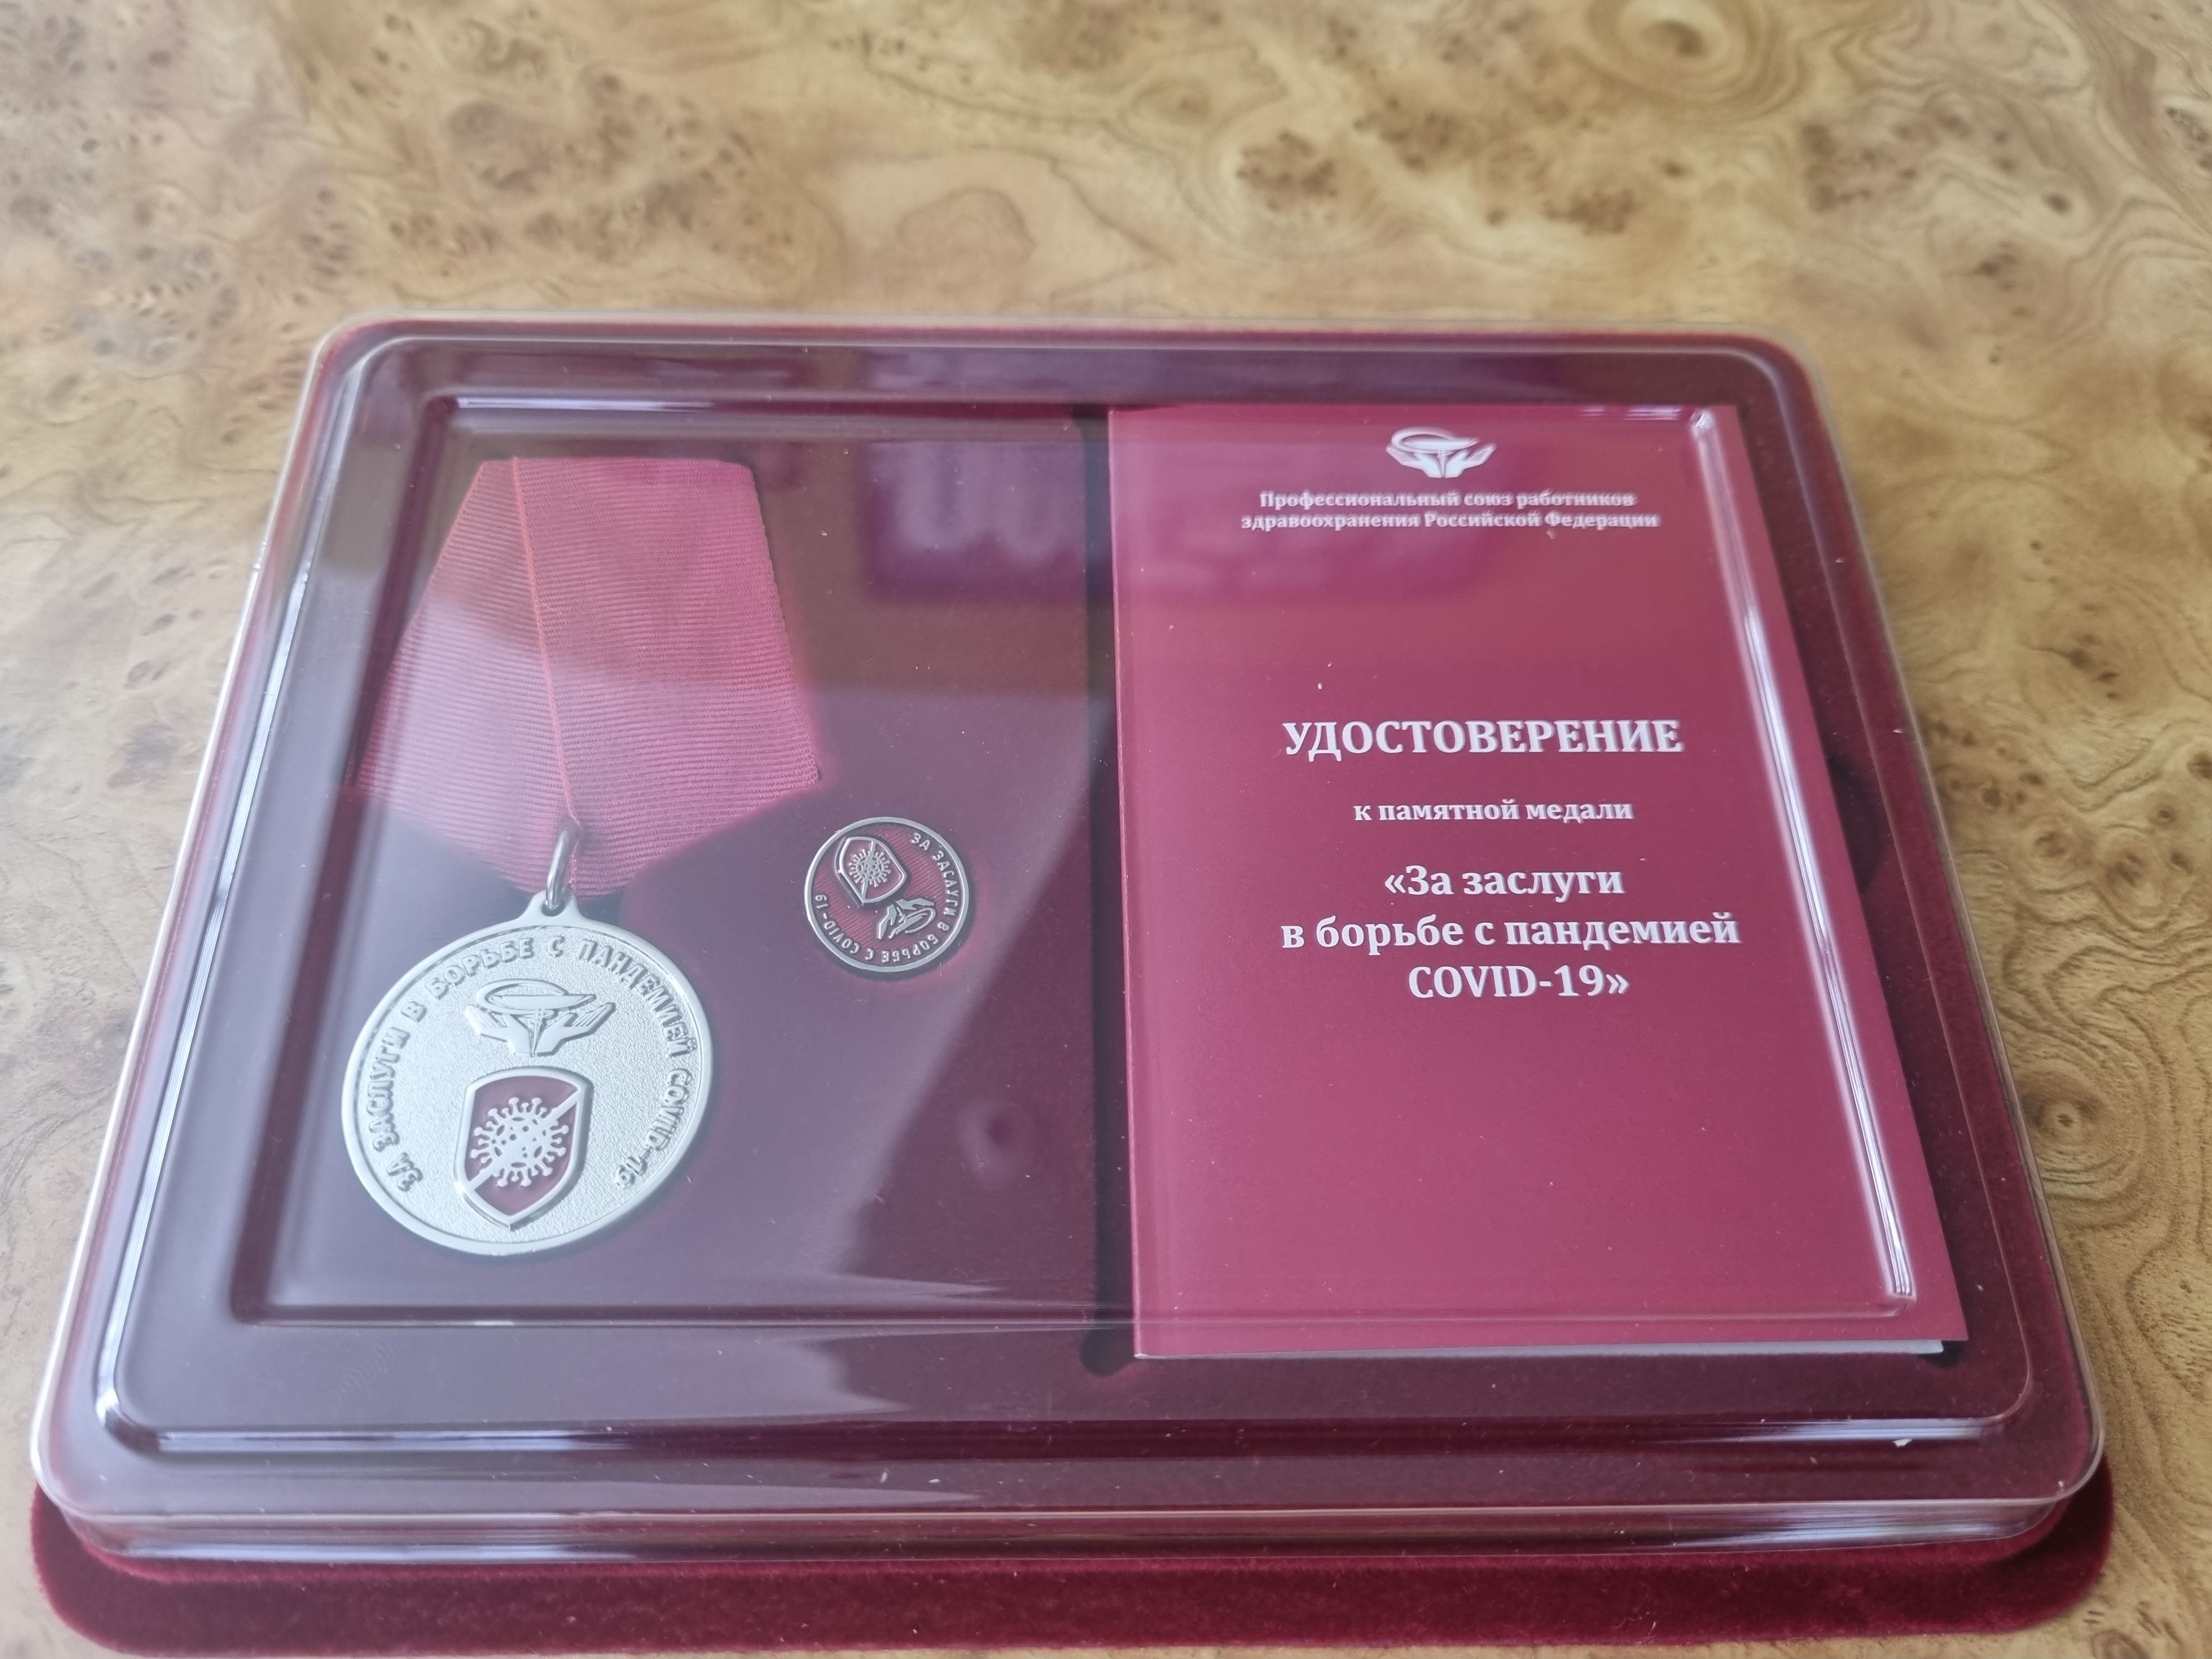 ЗА ЗАСЛУГИ В БОРЬБЕ С ПАНДЕМИЕЙ COVID-19
ЗА ЗАСЛУГИ В БОРЬБЕ С COVID-19
Профессиональный союз работников
здравоохранения Российской Федерации
УДОСТОВЕРЕНИЕ
к памятной медали
«За заслуги
в борьбе с пандемией
COVID-19»